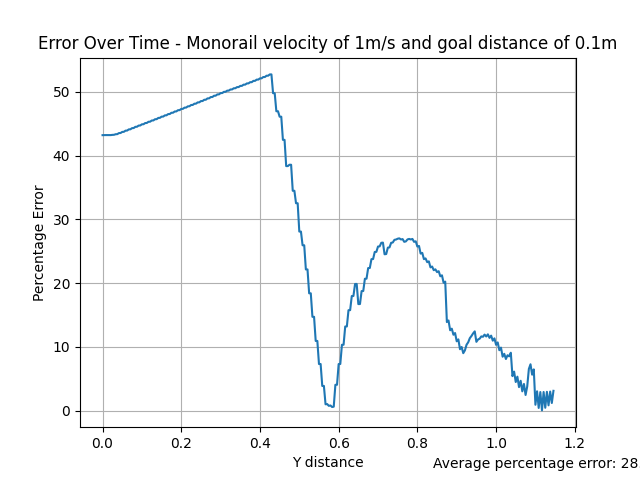 Error Over Time - Monorail velocity of 1m/s and goal distance of 0.1m
50
40
30
20
10
0
Percentage Error
0.0 0.2 0.4 0.6 0.8 1.0 1.2
Y distance
Average percentage error: 28